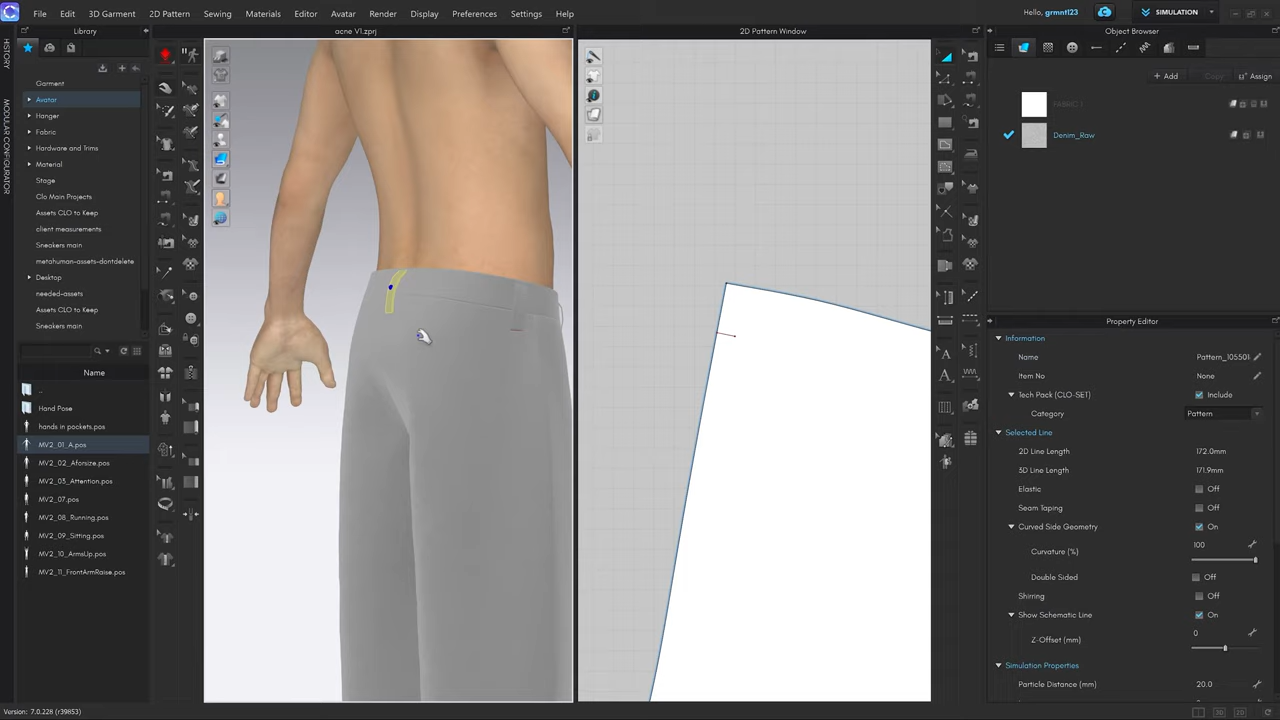 File Edit 3D Garment 2D Pattern Sewing Materials Editor Avatar Render Display Preferences Settings Help
Hello, grmntl23
SIMULATION
HISTORY
MODULAR CONFIGURATOR
Library
Garment
Avatar
Hanger
Fabric
Hardware and Trims
Material
Stage
Clo Main Projects
Assets CLO to Keep
client measurements
Sneakers main
metahuman-assets-dontdelete
Desktop
needed-assets
Assets CLO to Keep
Sneakers main
Name
..
Hand Pose
hands in pockets.pos
MV2_01_A.pos
MV2_02_Aforsize.pos
MV2_03_Attention.pos
MV2_07.pos
MV2_08_Running.pos
MV2_09_Sitting.pos
MV2_10_ArmsUp.pos
MV2_11_FrontArmRaise.pos
acne V1.zprj
2D Pattern Window
Object Browser
+ Add
Copy
Assign
FABRIC 1
Denim_Raw
Property Editor
Information
Name Pattern_105501
Item No None
Tech Pack (CLO-SET) Include
Category Pattern
Selected Line
2D Line Length 172.0mm
3D Line Length 171.9mm
Elastic Off
Seam Taping Off
Curved Side Geometry On
Curvature (%) 100
Double Sided Off
Shirring Off
Show Schematic Line On
Z-Offset (mm) 0
Simulation Properties
Particle Distance (mm) 20.0
Version: 7.0.228 (r39853)